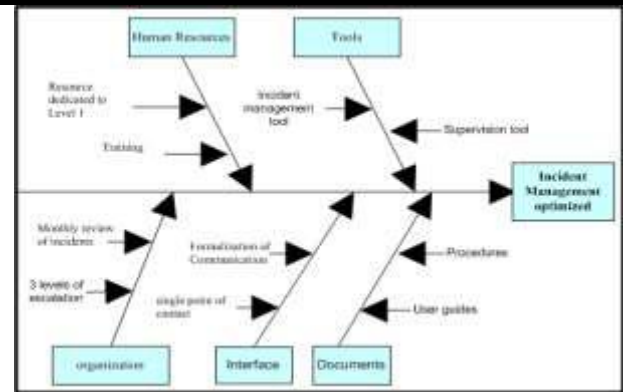 Human Resources
Tools
Resource
dedicated to
Level 1
Incident
management
tool
Training
Supervision tool
Incident
Management
optimized
Monthly review
of incidents
Formalization of
Communication
Procedures
3 levels of
escalation
single point of
contact
User guides
organization
Interface
Documents